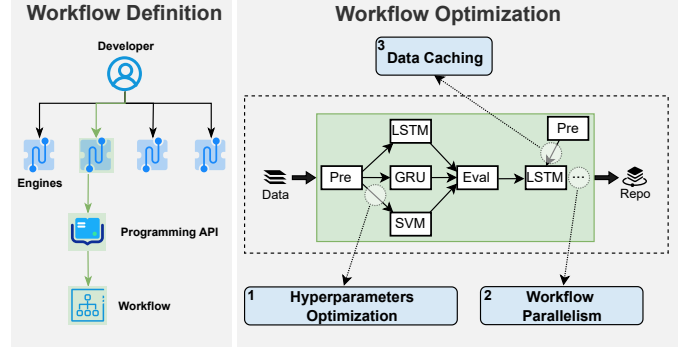 Workflow Definition
Developer
Engines
Programming API
Workflow
Workflow Optimization
3
Data Caching
LSTM
Pre
Data
Pre
GRU
Eval
LSTM
...
Repo
SVM
1
Hyperparameters
Optimization
2
Workflow
Parallelism